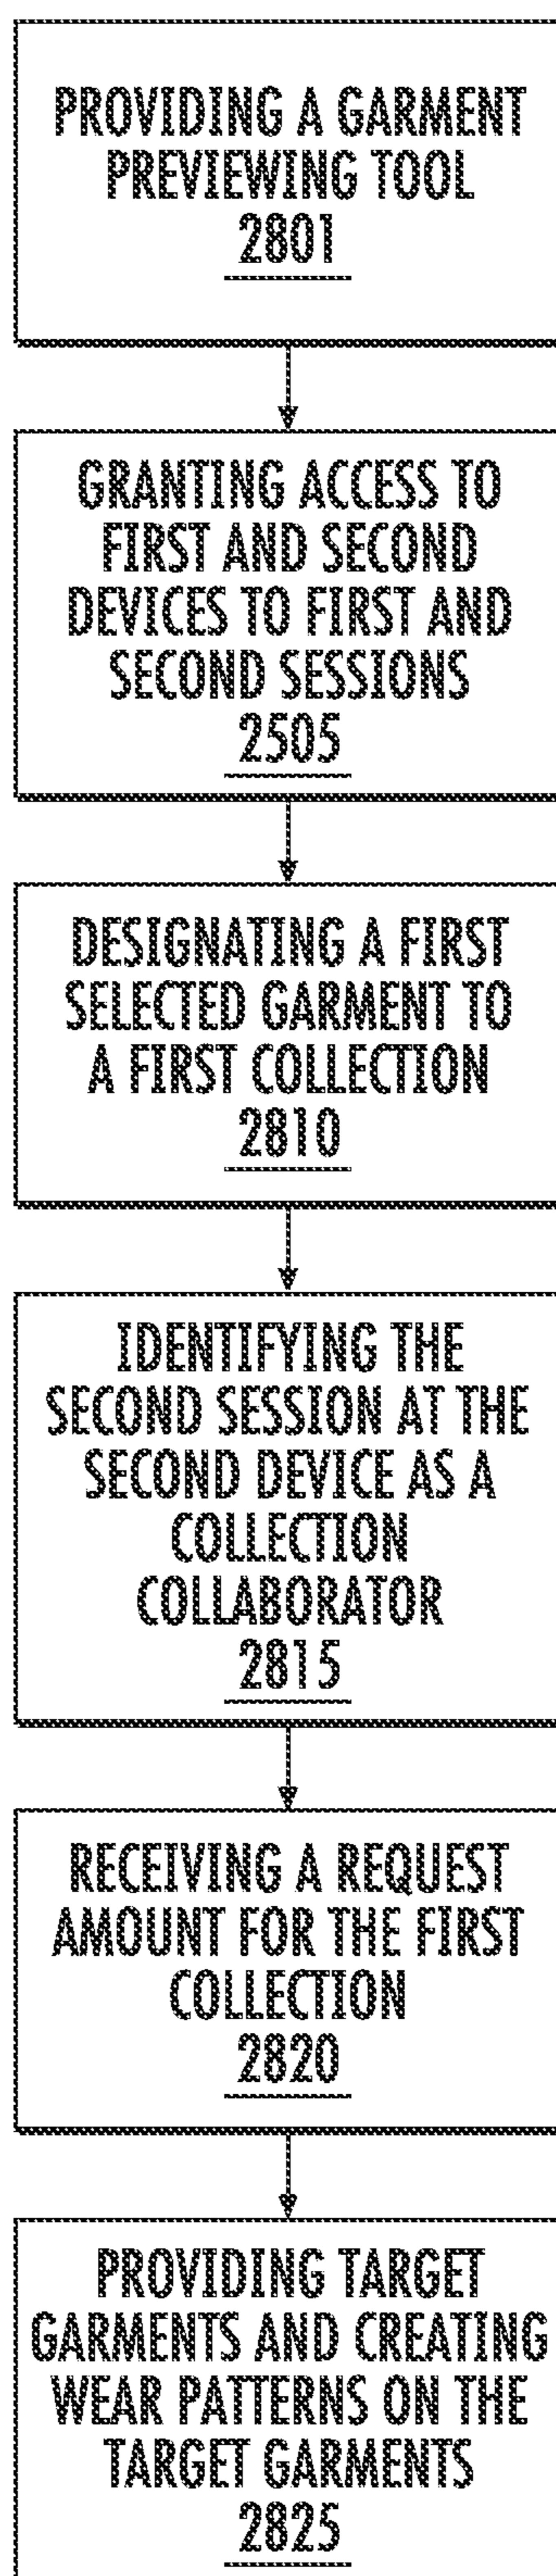 PROVIDING A GARMENT
PREVIEWING TOOL
2801
GRANTING ACCESS TO
FIRST AND SECOND
DEVICES TO FIRST AND
SECOND SESSIONS
2505
DESIGNATING A FIRST
SELECTED GARMENT TO
A FIRST COLLECTION
2810
IDENTIFYING THE
SECOND SESSION AT THE
SECOND DEVICE AS A
COLLECTION
COLLABORATOR
2815
RECEIVING A REQUEST
AMOUNT FOR THE FIRST
COLLECTION
2820
PROVIDING TARGET
GARMENTS AND CREATING
WEAR PATTERNS ON THE
TARGET GARMENTS
2825